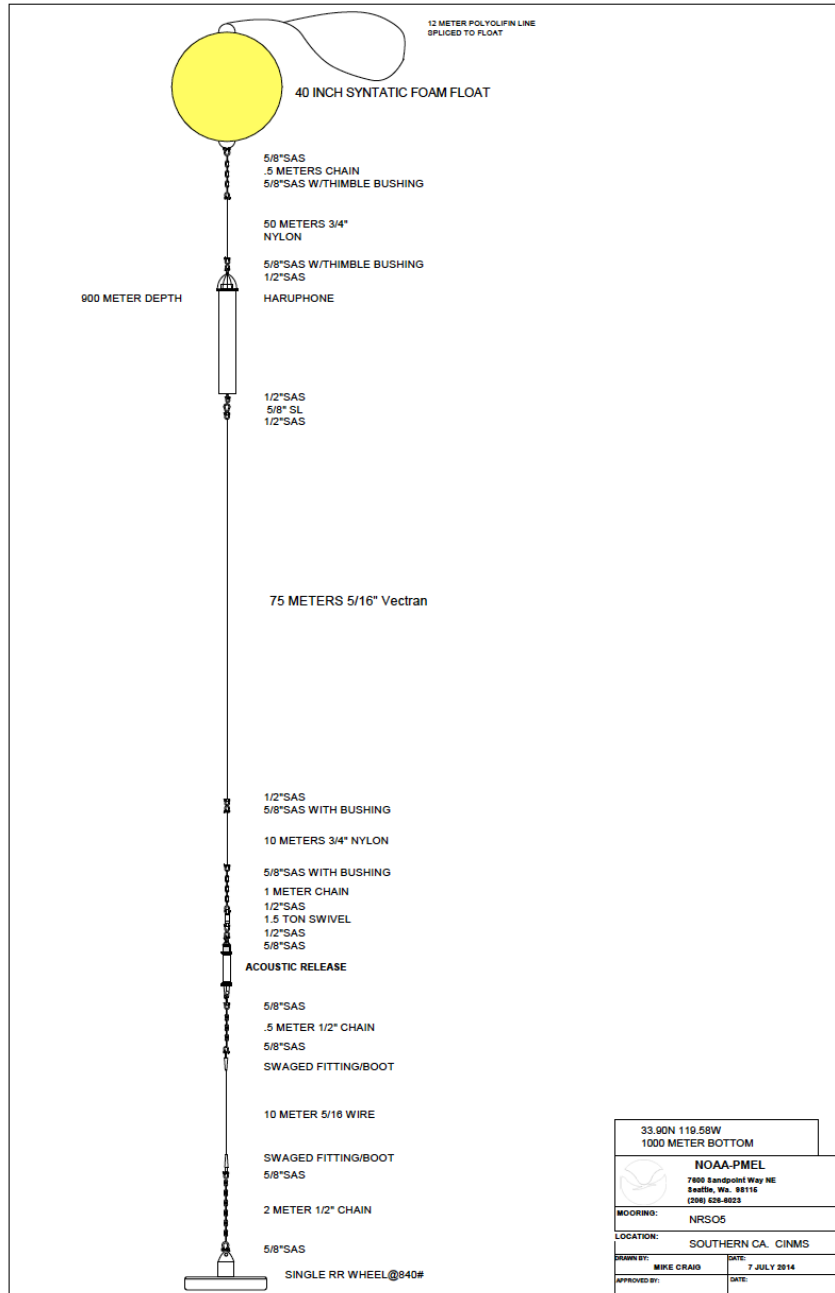 12 METER POLYOLIFIN LINE
SPLICED TO FLOAT
40 INCH SYNTATIC FOAM FLOAT
5/8"SAS
.5 METERS CHAIN
5/8"SAS W/THIMBLE BUSHING
50 METERS 3/4"
NYLON
5/8"SAS W/THIMBLE BUSHING
1/2"SAS
900 METER DEPTH
HARUPHONE
1/2"SAS
5/8" SL
1/2"SAS
75 METERS 5/16" Vectran
1/2"SAS
5/8"SAS WITH BUSHING
10 METERS 3/4" NYLON
5/8"SAS WITH BUSHING
1 METER CHAIN
1/2"SAS
1.5 TON SWIVEL
1/2"SAS
5/8"SAS
ACOUSTIC RELEASE
5/8"SAS
.5 METER 1/2" CHAIN
5/8"SAS
SWAGED FITTING/BOOT
10 METER 5/16 WIRE
SWAGED FITTING/BOOT
5/8"SAS
2 METER 1/2" CHAIN
5/8"SAS
SINGLE RR WHEEL@840#
33.90N 119.58W
1000 METER BOTTOM
NOAA-PMEL
7600 Sandpoint Way NE
Seattle, Wa. 98115
(206) 526-6023
MOORING:
NRSO5
LOCATION:
SOUTHERN CA. CINMS
DRAWN BY:
MIKE CRAIG
DATE:
7 JULY 2014
APPROVED BY:
DATE: